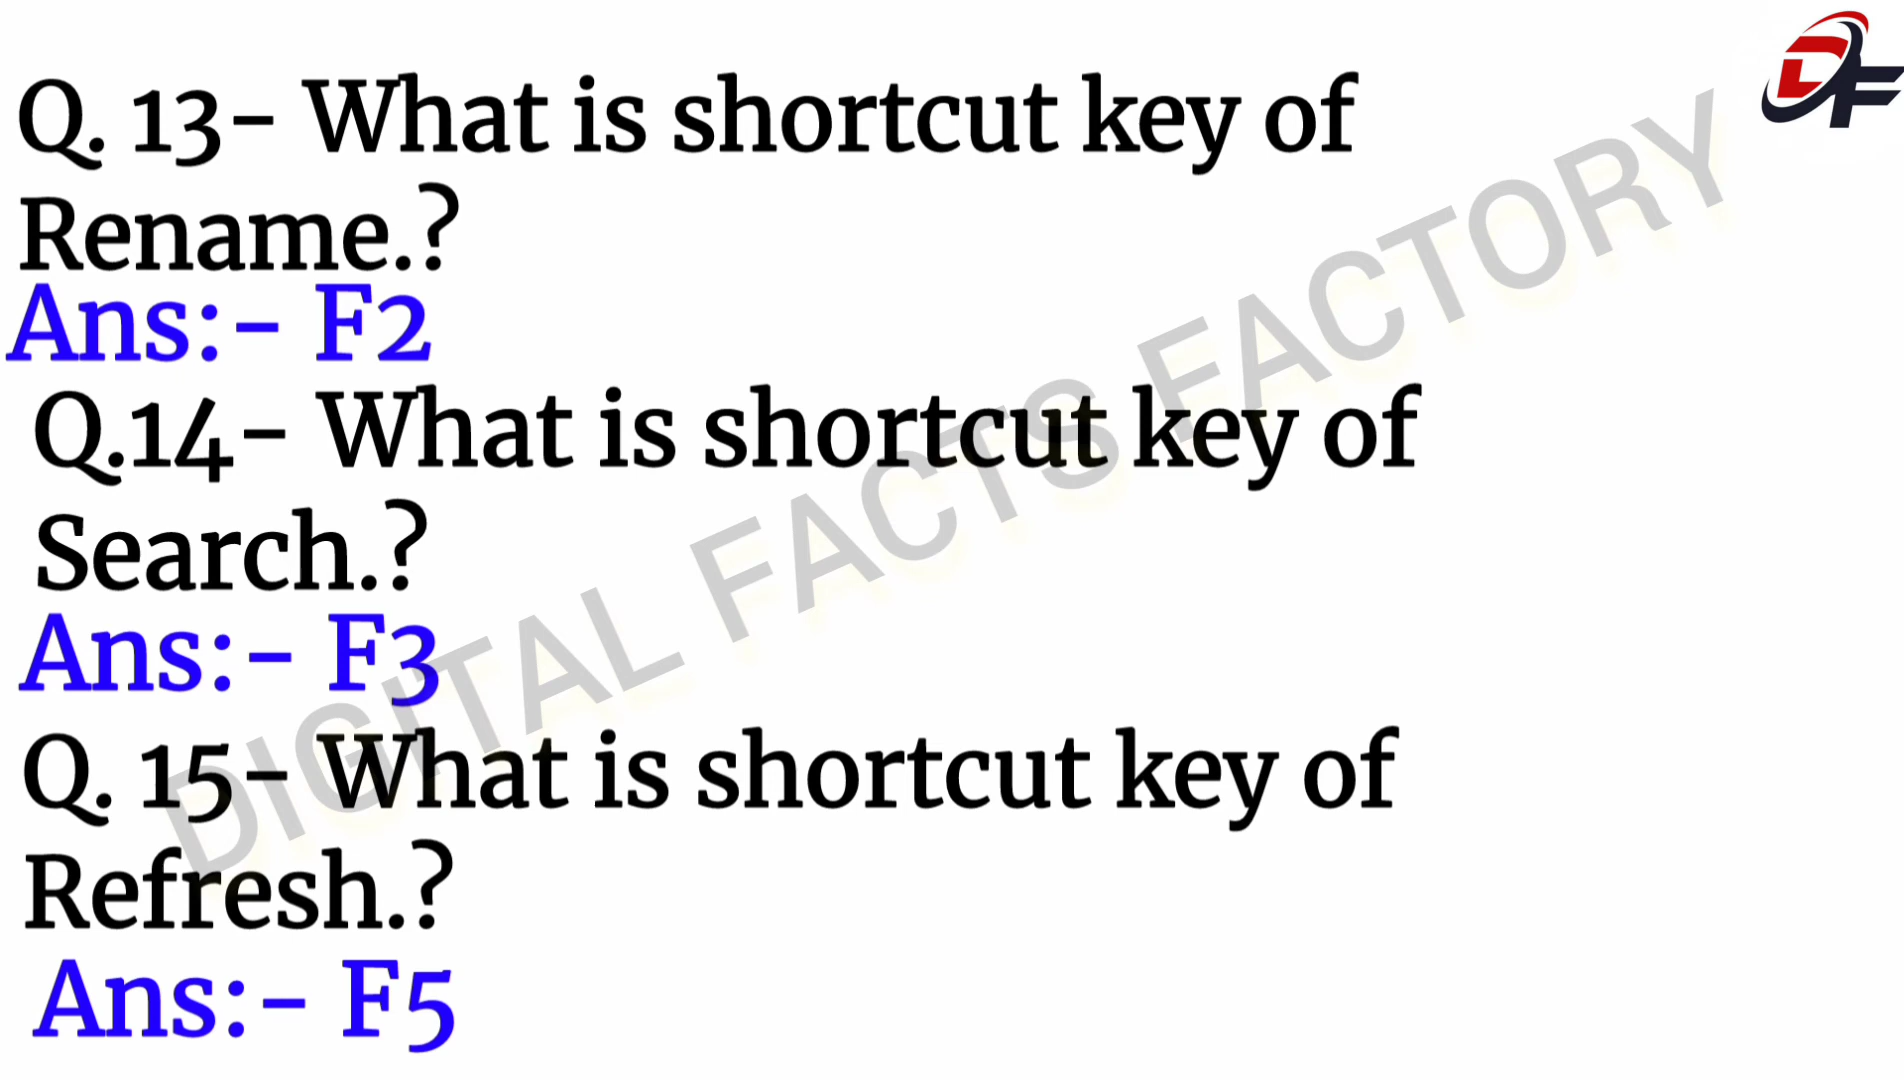 Q. 13- What is shortcut key of
Rename.?
Ans:- F2
Q.14- What is shortcut key of
Search.?
Ans:- F3
Q. 15- What is shortcut key of
Refresh.?
Ans:- F5
DIGITAL FACTS FACTORY
DF